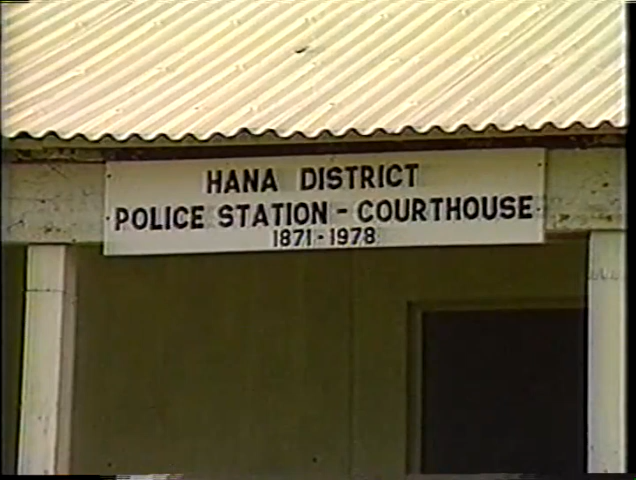 HANA DISTRICT
POLICE STATION - COURTHOUSE
1871 - 1978